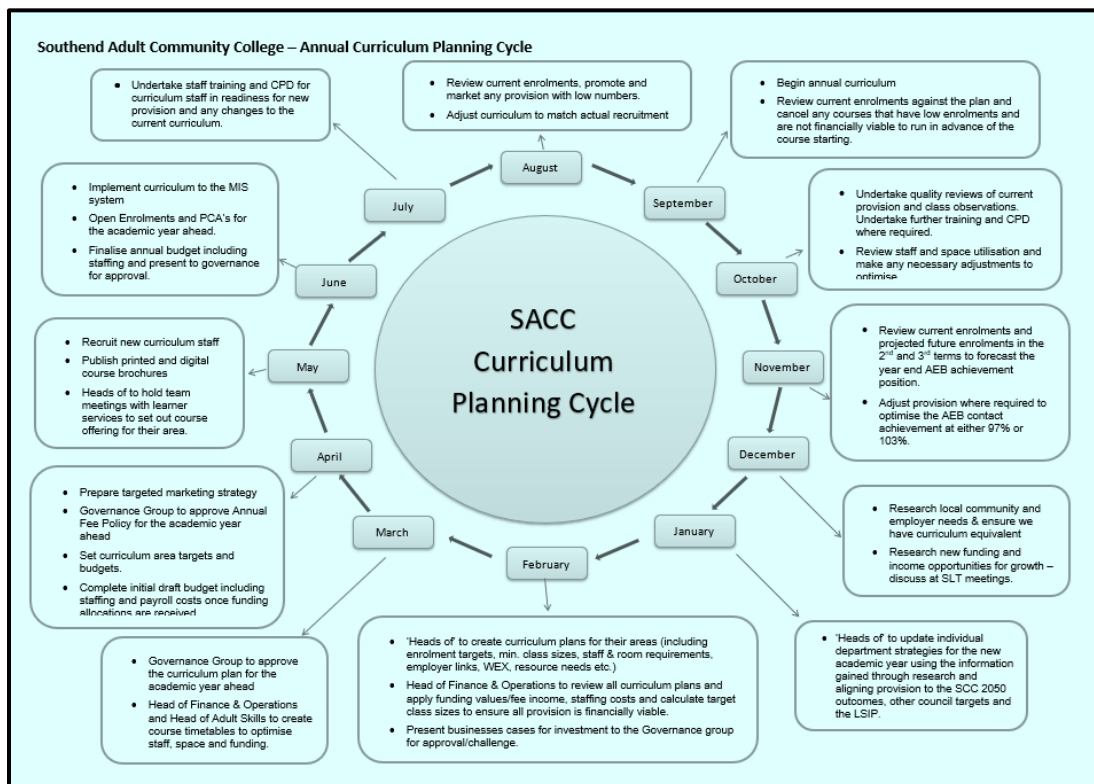 Southend Adult Community College – Annual Curriculum Planning Cycle
• Undertake staff training and CPD for
curriculum staff in readiness for new
provision and any changes to the
current curriculum.
• Review current enrolments, promote and
market any provision with low numbers.
• Adjust curriculum to match actual recruitment
• Begin annual curriculum
• Review current enrolments against the plan and
cancel any courses that have low enrolments and
are not financially viable to run in advance of the
course starting.
August
July
September
• Implement curriculum to the MIS
system
• Open Enrolments and PCA's for
the academic year ahead.
• Finalise annual budget including
staffing and present to governance
for approval.
• Undertake quality reviews of current
provision and class observations.
Undertake further training and CPD
where required.
• Review staff and space utilisation and
make any necessary adjustments to
optimise
June
October
SACC
Curriculum
Planning Cycle
• Recruit new curriculum staff
• Publish printed and digital
course brochures
• Heads of to hold team
meetings with learner
services to set out course
offering for their area.
May
November
• Review current enrolments and
projected future enrolments in the
2nd and 3rd terms to forecast the
year end AEB achievement
position.
• Adjust provision where required to
optimise the AEB contact
achievement at either 97% or
103%.
April
December
• Prepare targeted marketing strategy
• Governance Group to approve Annual
Fee Policy for the academic year
ahead
• Set curriculum area targets and
budgets.
• Complete initial draft budget including
staffing and payroll costs once funding
allocations are received
March
January
February
• Research local community and
employer needs & ensure we
have curriculum equivalent
• Research new funding and
income opportunities for growth –
discuss at SLT meetings.
• Governance Group to approve
the curriculum plan for the
academic year ahead
• Head of Finance & Operations
and Head of Adult Skills to create
course timetables to optimise
staff, space and funding.
• 'Heads of' to create curriculum plans for their areas (including
enrolment targets, min. class sizes, staff & room requirements,
employer links, WEX, resource needs etc.)
• Head of Finance & Operations to review all curriculum plans and
apply funding values/fee income, staffing costs and calculate target
class sizes to ensure all provision is financially viable.
• Present businesses cases for investment to the Governance group
for approval/challenge.
• 'Heads of' to update individual
department strategies for the new
academic year using the information
gained through research and
aligning provision to the SCC 2050
outcomes, other council targets and
the LSIP.